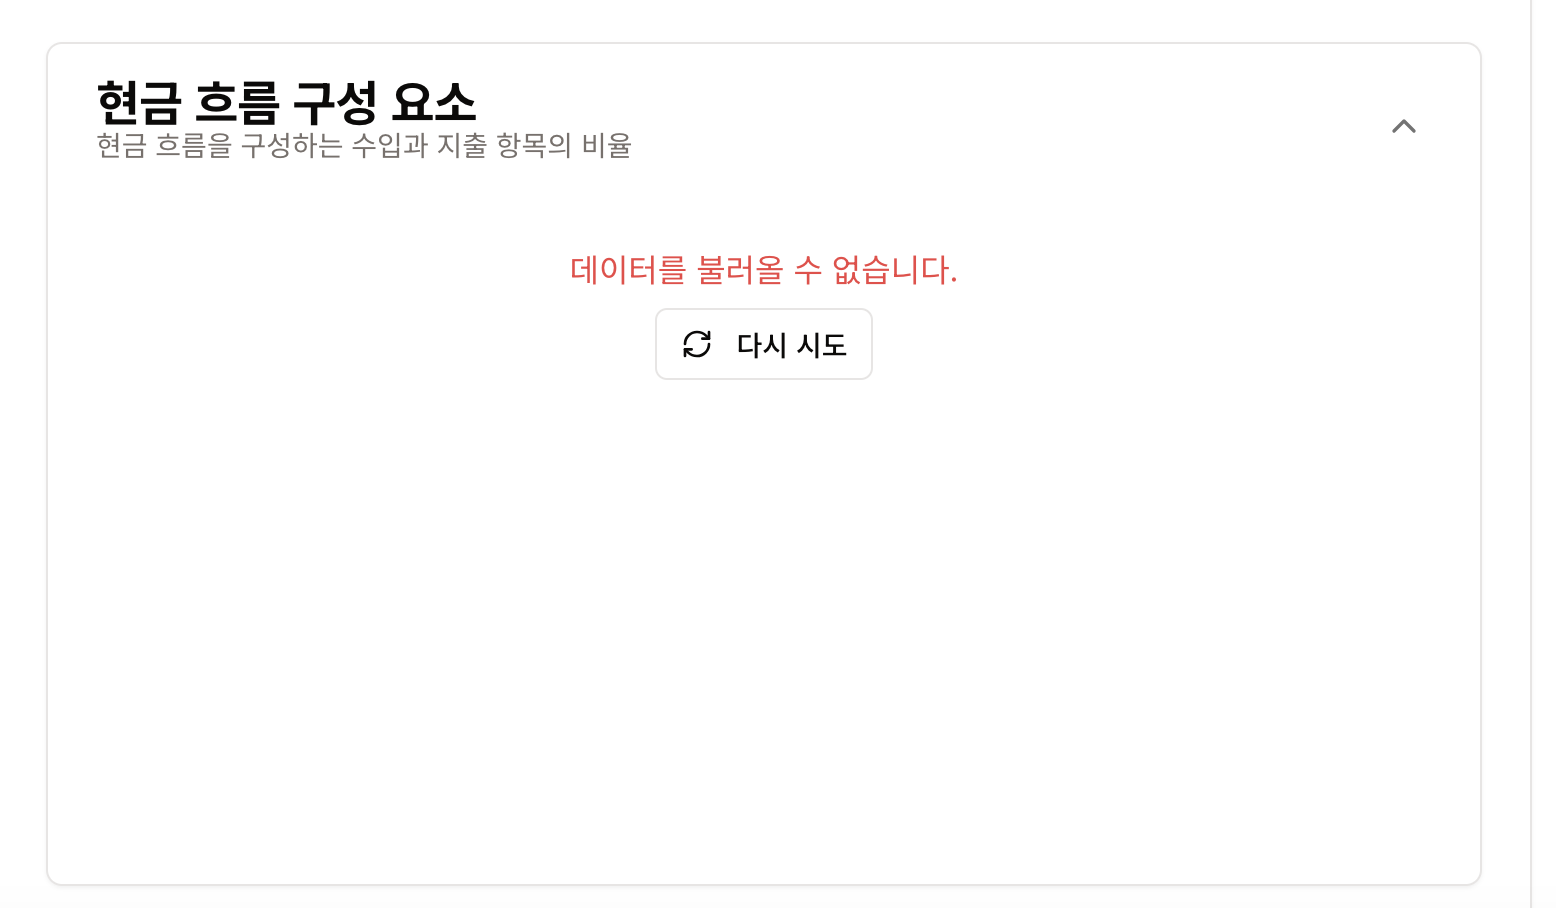 현금 흐름 구성 요소
현금 흐름을 구성하는 수입과 지출 항목의 비율
데이터를 불러올 수 없습니다.
다시 시도